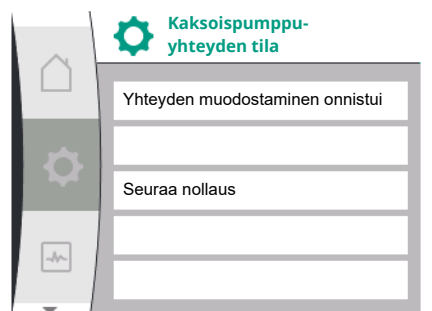 Kaksoispumppu-
yhteyden tila
Yhteyden muodostaminen onnistui
Seuraa nollaus